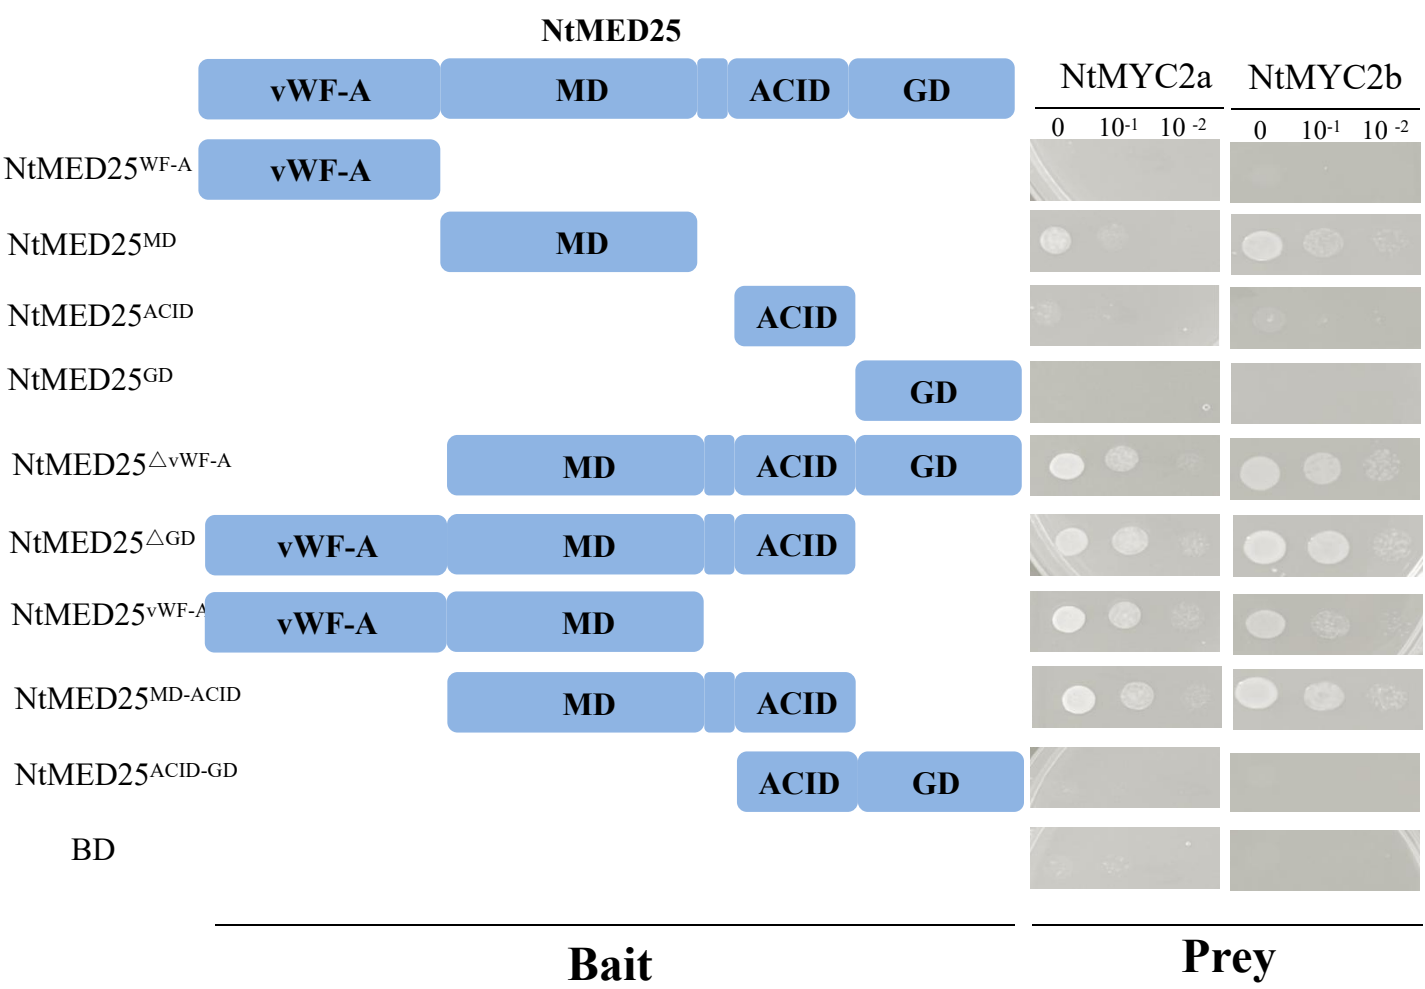 NtMED25
vWF-A MD ACID GD
NtMYC2a NtMYC2b
0 10-1 10 -2 0 10-1 10 -2
NtMED25WF-A vWF-A
NtMED25MD MD
NtMED25ACID ACID
NtMED25GD GD
NtMED25△vWF-A MD ACID GD
NtMED25△GD vWF-A MD ACID
NtMED25vWF-A vWF-A MD
NtMED25MD-ACID MD ACID
NtMED25ACID-GD ACID GD
BD
Bait Prey